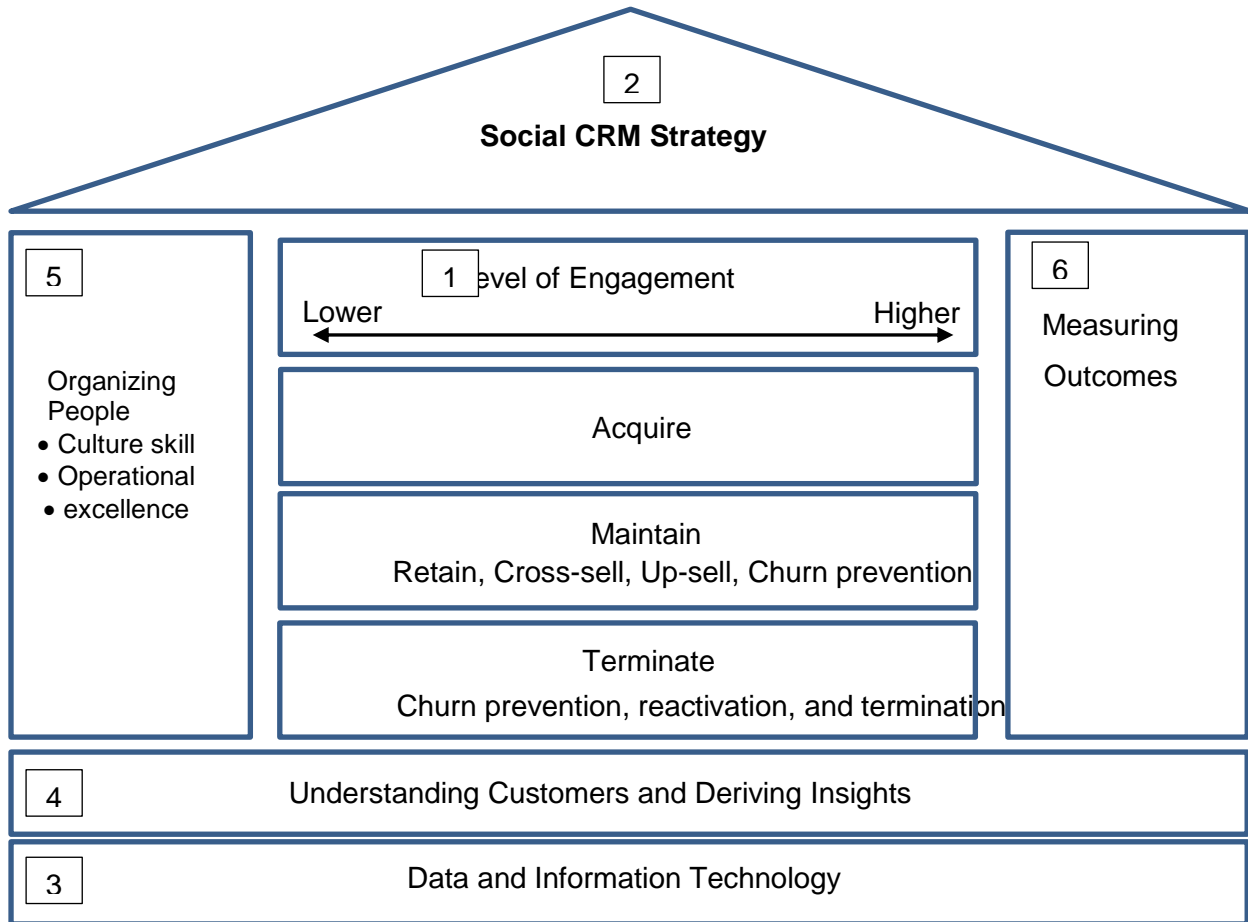 2
Social CRM Strategy
5
Organizing
People
• Culture skill
• Operational
• excellence
1
evel of Engagement
Lower
Higher
Acquire
Maintain
Retain, Cross-sell, Up-sell, Churn prevention
Terminate
Churn prevention, reactivation, and termination
6
Measuring
Outcomes
4
Understanding Customers and Deriving Insights
3
Data and Information Technology